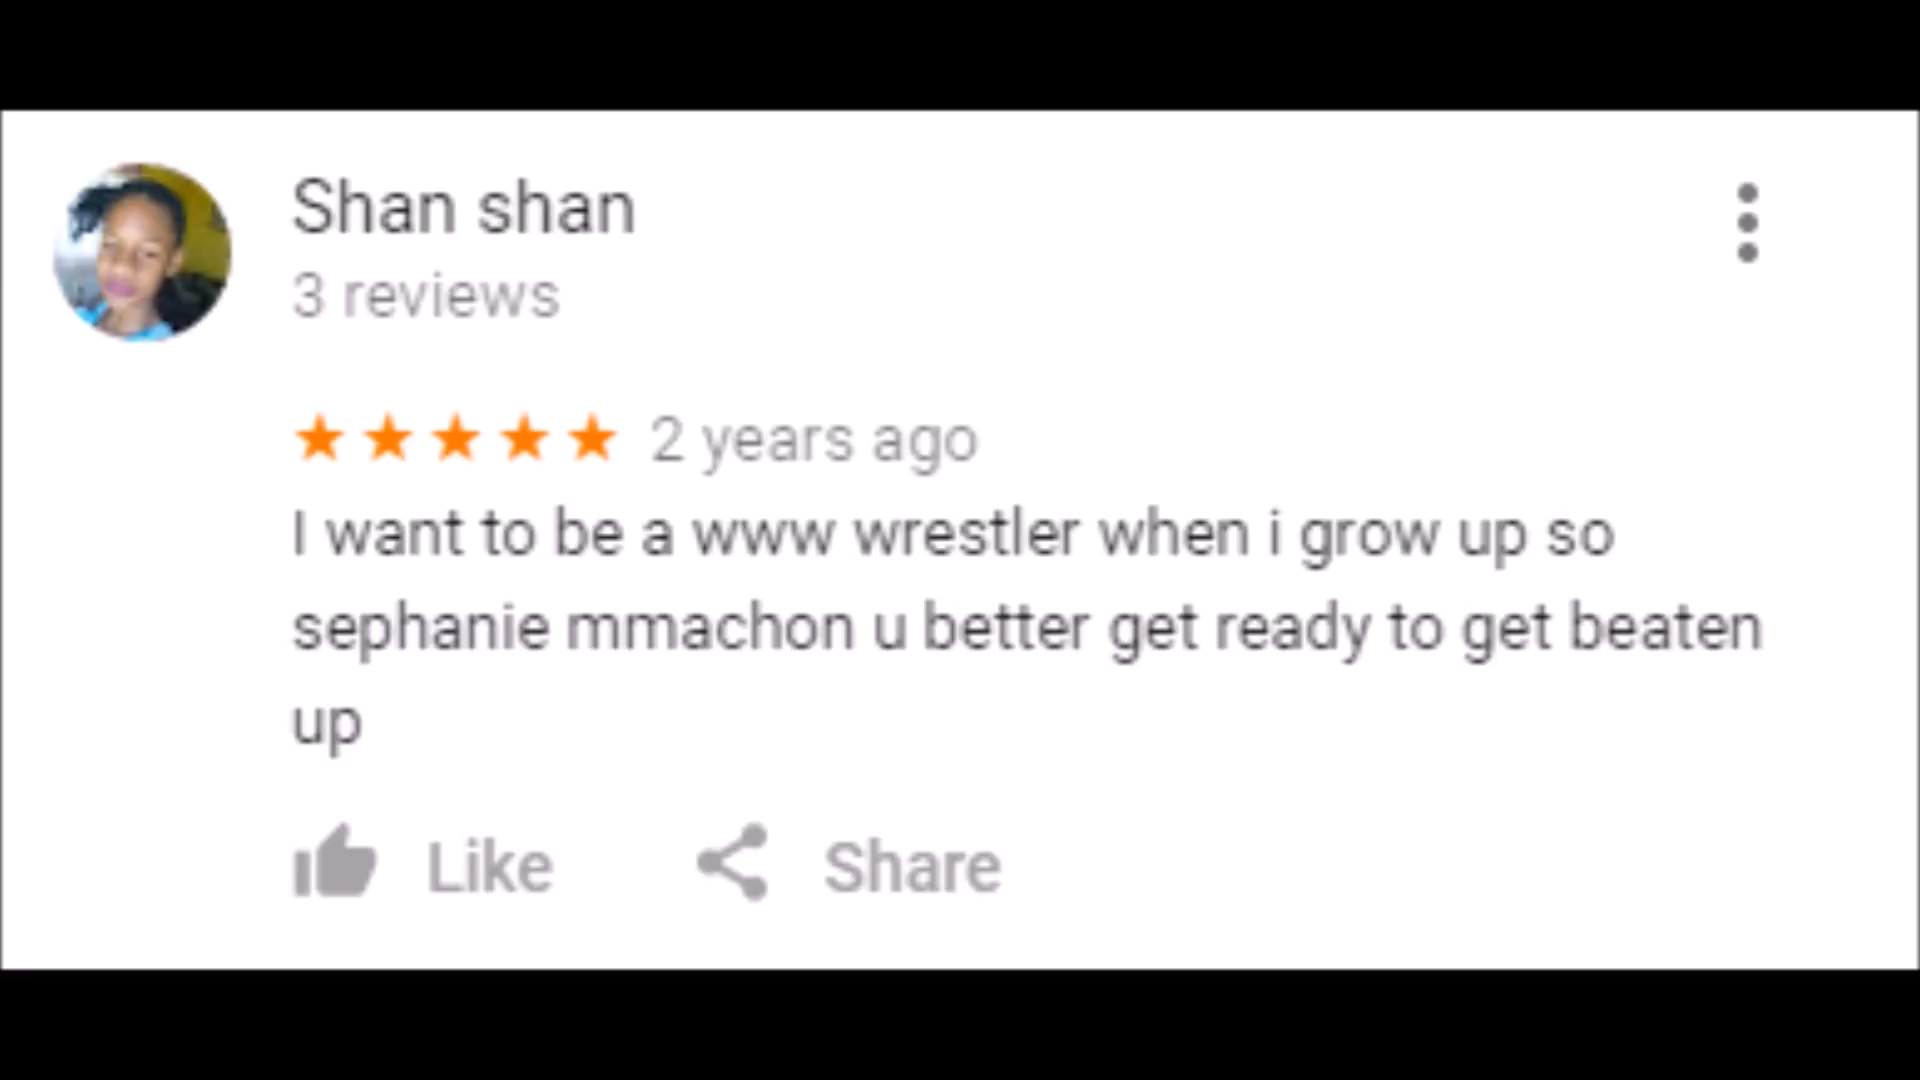 Shan shan
3 reviews
2 years ago
I want to be a www wrestler when i grow up so
sephanie mmachon u better get ready to get beaten
up
Like Share